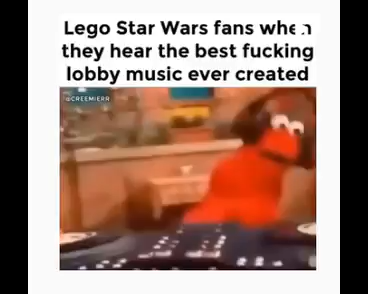 Lego Star Wars fans when
they hear the best fucking
lobby music ever created
@CREEMIERR